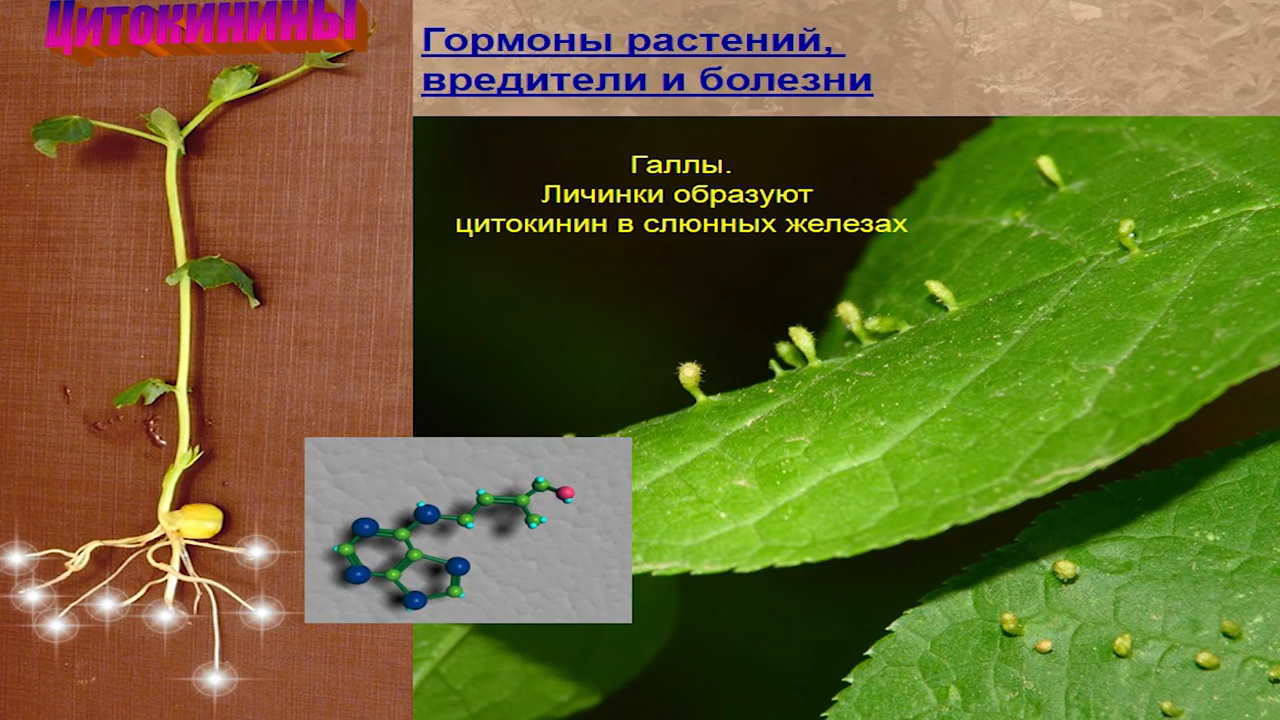 Цитокинины
Гормоны растений,
вредители и болезни
Галлы.
Личинки образуют
цитокинин в слюнных железах